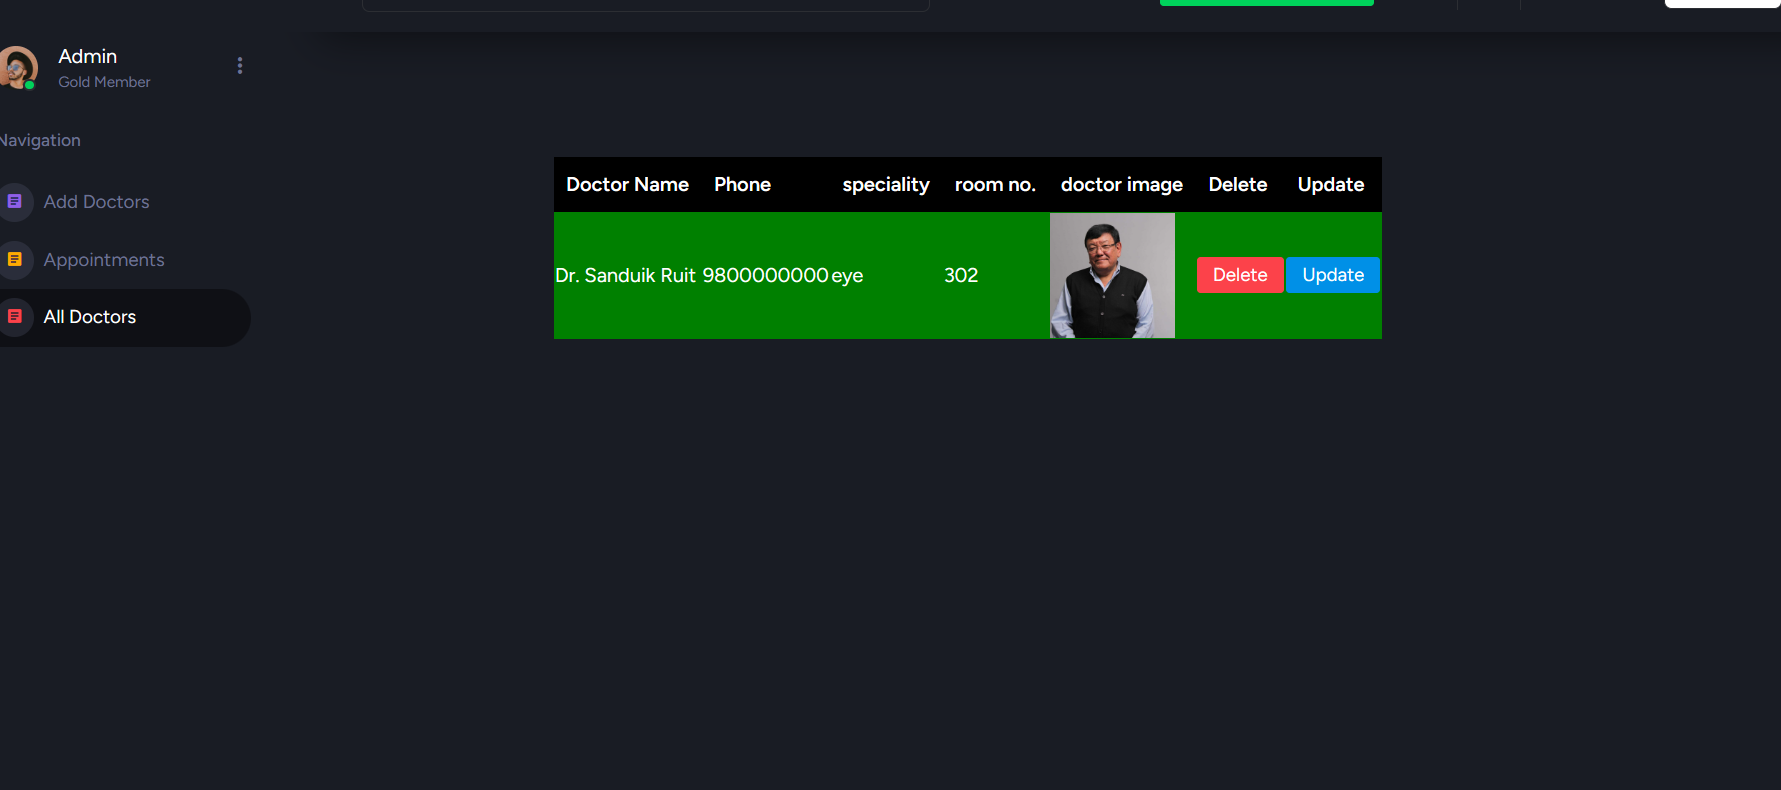 Admin
Gold Member
Navigation
Add Doctors
Appointments
All Doctors
Doctor Name Phone speciality room no. doctor image Delete Update
Dr. Sanduik Ruit 9800000000 eye 302 Delete Update